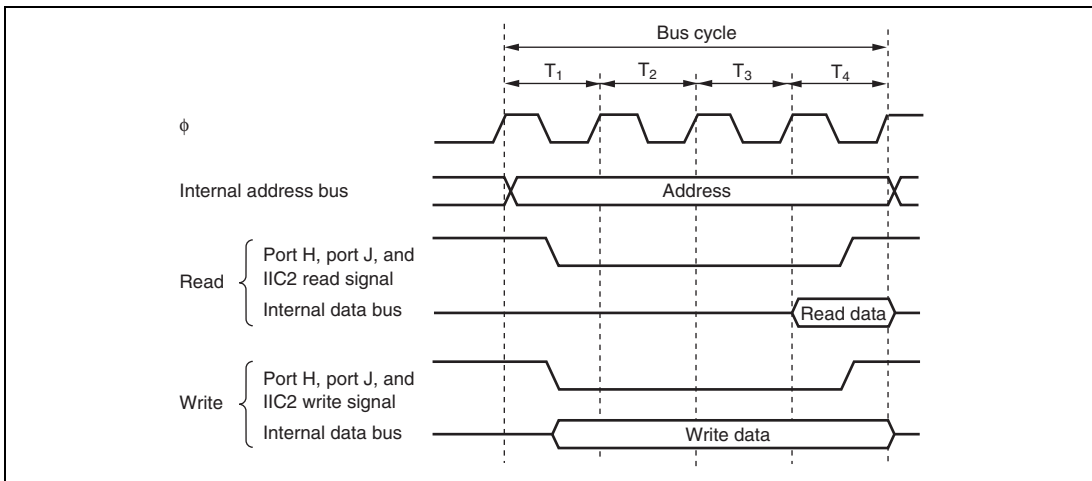 Bus cycle
T₁ T₂ T₃ T₄
ϕ
Internal address bus
Address
Read
Port H, port J, and
IIC2 read signal
Internal data bus
Read data
Write
Port H, port J, and
IIC2 write signal
Internal data bus
Write data